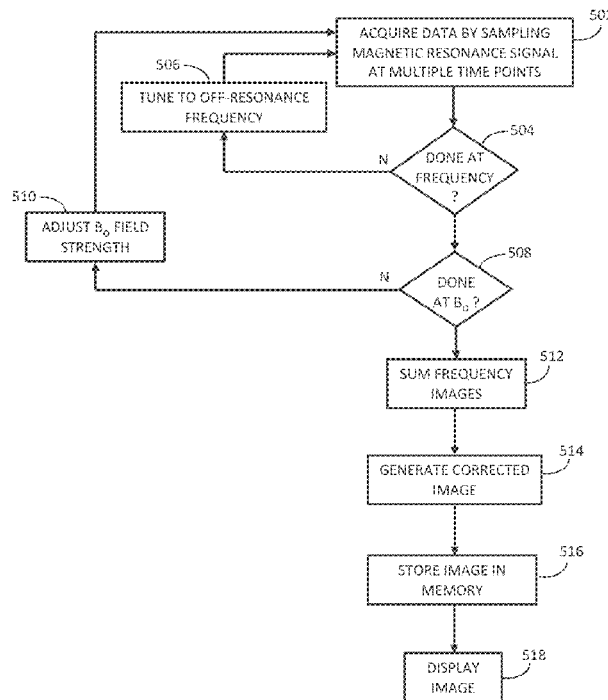 ACQUIRE DATA BY SAMPLING
MAGNETIC RESONANCE SIGNAL
AT MULTIPLE TIME POINTS
506
TUNE TO OFF-RESONANCE
FREQUENCY
504
N
DONE AT
FREQUENCY
?
510
ADJUST B0 FIELD
STRENGTH
508
N
DONE
AT B0 ?
512
SUM FREQUENCY
IMAGES
514
GENERATE CORRECTED
IMAGE
516
STORE IMAGE IN
MEMORY
518
DISPLAY
IMAGE